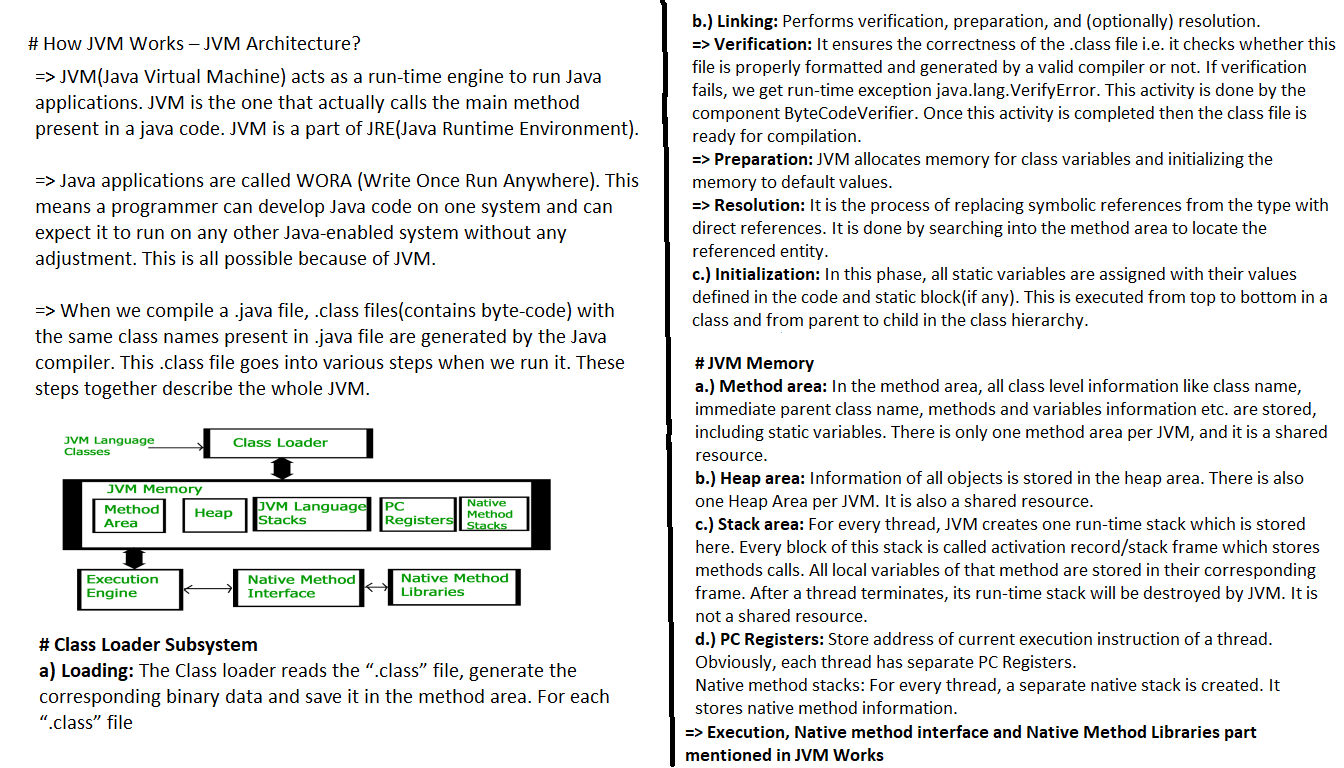 # How JVM Works – JVM Architecture?
=> JVM(Java Virtual Machine) acts as a run-time engine to run Java
applications. JVM is the one that actually calls the main method
present in a java code. JVM is a part of JRE(Java Runtime Environment).
=> Java applications are called WORA (Write Once Run Anywhere). This
means a programmer can develop Java code on one system and can
expect it to run on any other Java-enabled system without any
adjustment. This is all possible because of JVM.
=> When we compile a .java file, .class files(contains byte-code) with
the same class names present in .java file are generated by the Java
compiler. This .class file goes into various steps when we run it. These
steps together describe the whole JVM.
JVM Language
Classes
Class Loader
JVM Memory
Method
Area
Heap
JVM Language
Stacks
PC
Registers
Native
Method
Stacks
Execution
Engine
Native Method
Interface
Native Method
Libraries
# Class Loader Subsystem
a) Loading: The Class loader reads the “.class” file, generate the
corresponding binary data and save it in the method area. For each
“.class” file
b.) Linking: Performs verification, preparation, and (optionally) resolution.
=> Verification: It ensures the correctness of the .class file i.e. it checks whether this
file is properly formatted and generated by a valid compiler or not. If verification
fails, we get run-time exception java.lang.VerifyError. This activity is done by the
component ByteCodeVerifier. Once this activity is completed then the class file is
ready for compilation.
=> Preparation: JVM allocates memory for class variables and initializing the
memory to default values.
=> Resolution: It is the process of replacing symbolic references from the type with
direct references. It is done by searching into the method area to locate the
referenced entity.
c.) Initialization: In this phase, all static variables are assigned with their values
defined in the code and static block(if any). This is executed from top to bottom in a
class and from parent to child in the class hierarchy.
# JVM Memory
a.) Method area: In the method area, all class level information like class name,
immediate parent class name, methods and variables information etc. are stored,
including static variables. There is only one method area per JVM, and it is a shared
resource.
b.) Heap area: Information of all objects is stored in the heap area. There is also
one Heap Area per JVM. It is also a shared resource.
c.) Stack area: For every thread, JVM creates one run-time stack which is stored
here. Every block of this stack is called activation record/stack frame which stores
methods calls. All local variables of that method are stored in their corresponding
frame. After a thread terminates, its run-time stack will be destroyed by JVM. It is
not a shared resource.
d.) PC Registers: Store address of current execution instruction of a thread.
Obviously, each thread has separate PC Registers.
Native method stacks: For every thread, a separate native stack is created. It
stores native method information.
=> Execution, Native method interface and Native Method Libraries part
mentioned in JVM Works